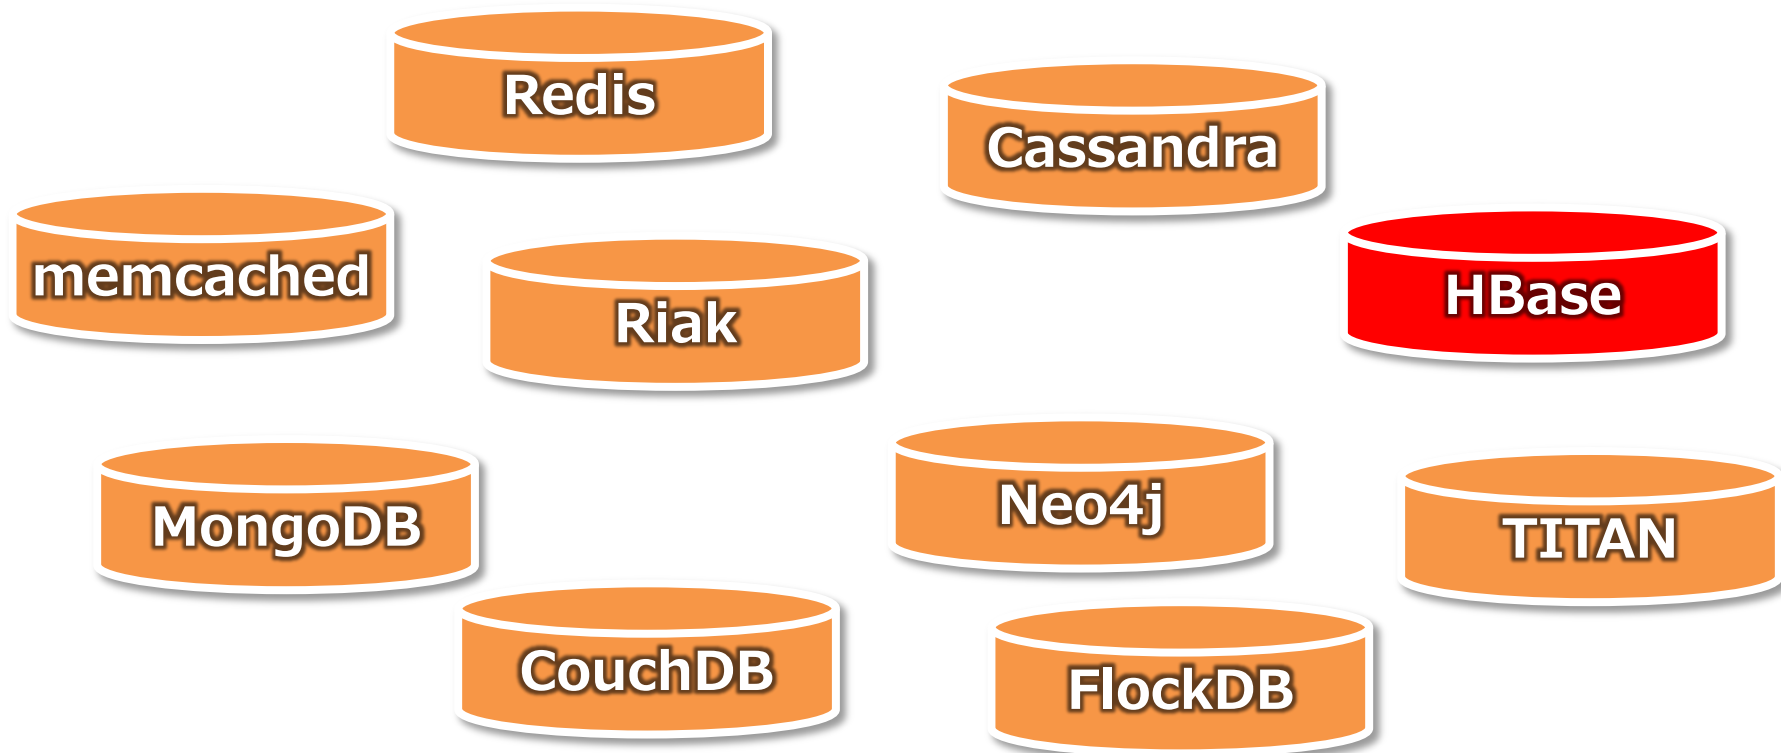 Redis
Cassandra
memcached
Riak
HBase
MongoDB
Neo4j
TITAN
CouchDB
FlockDB